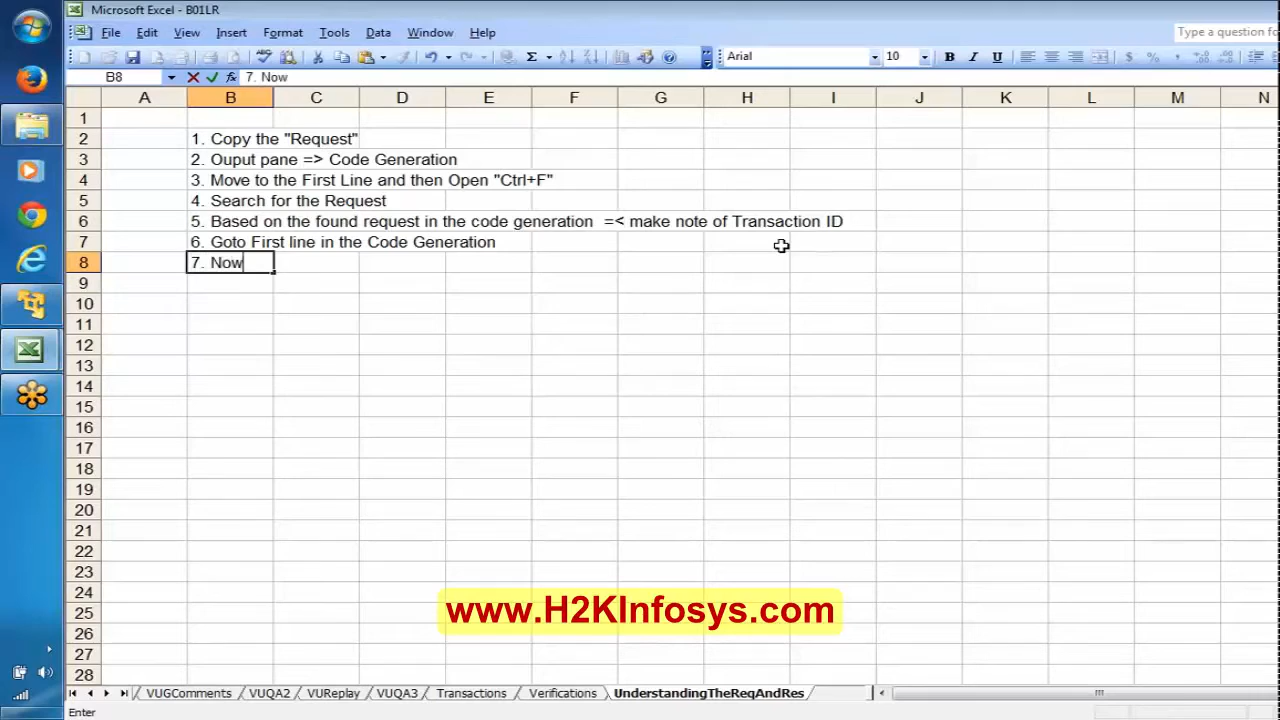 Microsoft Excel - B01LR
File Edit View Insert Format Tools Data Window Help
Type a question fo
Arial 10 B I U $ %
B8 fx 7. Now
A B C D E F G H I J K L M N
1
2 1. Copy the "Request"
3 2. Ouput pane => Code Generation
4 3. Move to the First Line and then Open "Ctrl+F"
5 4. Search for the Request
6 5. Based on the found request in the code generation =< make note of Transaction ID
7 6. Goto First line in the Code Generation
8 7. Now
9
10
11
12
13
14
15
16
17
18
19
20
21
22
23
24
25
26
27
28
www.H2KInfosys.com
VUGComments VUQA2 VUReplay VUQA3 Transactions Verifications UnderstandingTheReqAndRes
Enter